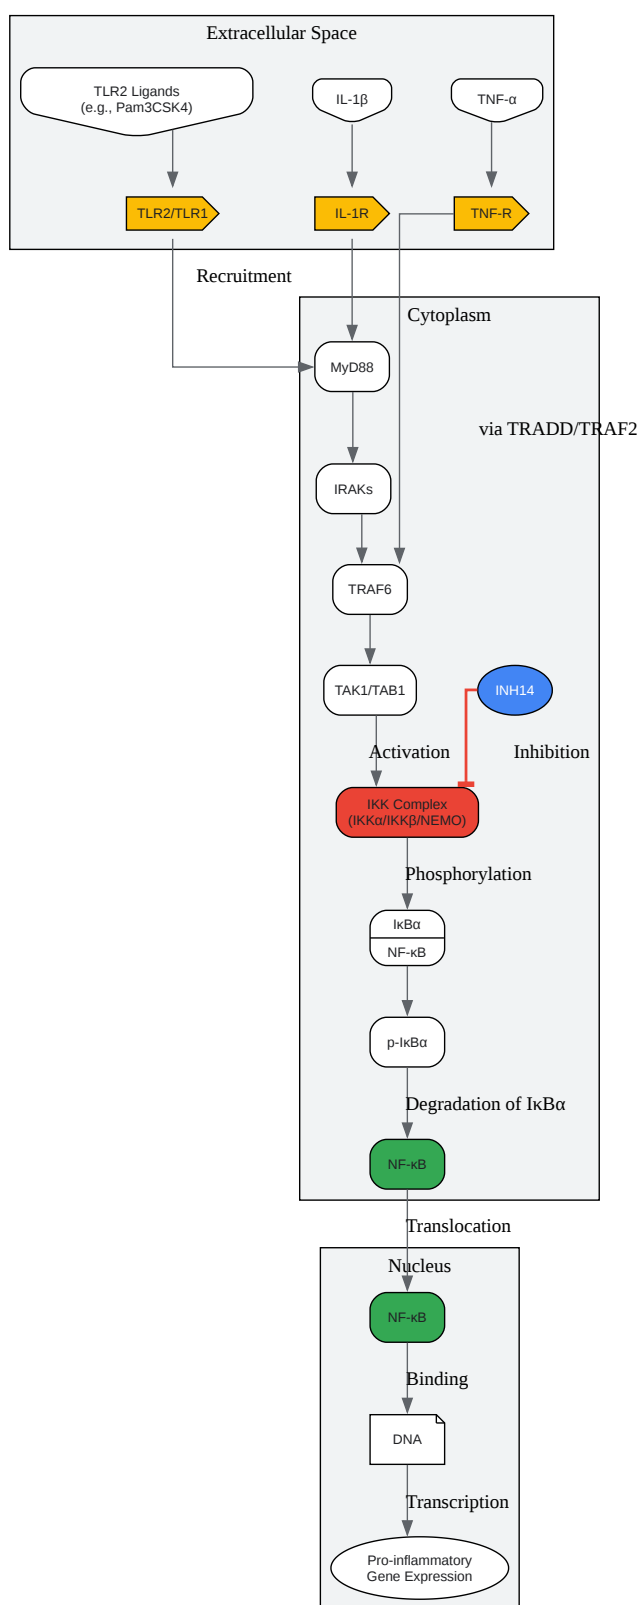 Extracellular Space
TLR2 Ligands
(e.g., Pam3CSK4)
IL-1β
TNF-α
TLR2/TLR1
IL-1R
TNF-R
Recruitment
Cytoplasm
MyD88
via TRADD/TRAF2
IRAKs
TRAF6
TAK1/TAB1
INH14
Activation
Inhibition
IKK Complex
(IKKα/IKKβ/NEMO)
Phosphorylation
IκBα
NF-κB
p-IκBα
Degradation of IκBα
NF-κB
Translocation
Nucleus
NF-κB
Binding
DNA
Transcription
Pro-inflammatory
Gene Expression